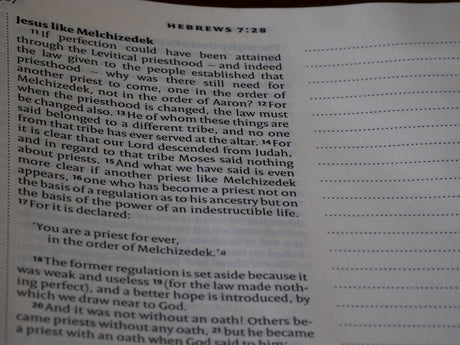 HEBREWS 7:28
Jesus like Melchizedek
11 If perfection could have been attained
through the Levitical priesthood – and indeed
the law given to the people established that
priesthood – why was there still need for
another priest to come, one in the order of
Melchizedek, not in the order of Aaron? 12 For
when the priesthood is changed, the law must
be changed also. 13 He of whom these things are
said belonged to a different tribe, and no one
from that tribe has ever served at the altar. 14 For
it is clear that our Lord descended from Judah,
and in regard to that tribe Moses said nothing
about priests. 15 And what we have said is even
more clear if another priest like Melchizedek
appears, 16 one who has become a priest not on
the basis of a regulation as to his ancestry but on
the basis of the power of an indestructible life.
17 For it is declared:
'You are a priest for ever,
in the order of Melchizedek.' a
18 The former regulation is set aside because it
was weak and useless 19 (for the law made noth-
ing perfect), and a better hope is introduced, by
which we draw near to God.
20 And it was not without an oath! Others be-
came priests without any oath, 21 but he became
a priest with an oath when God said to him: